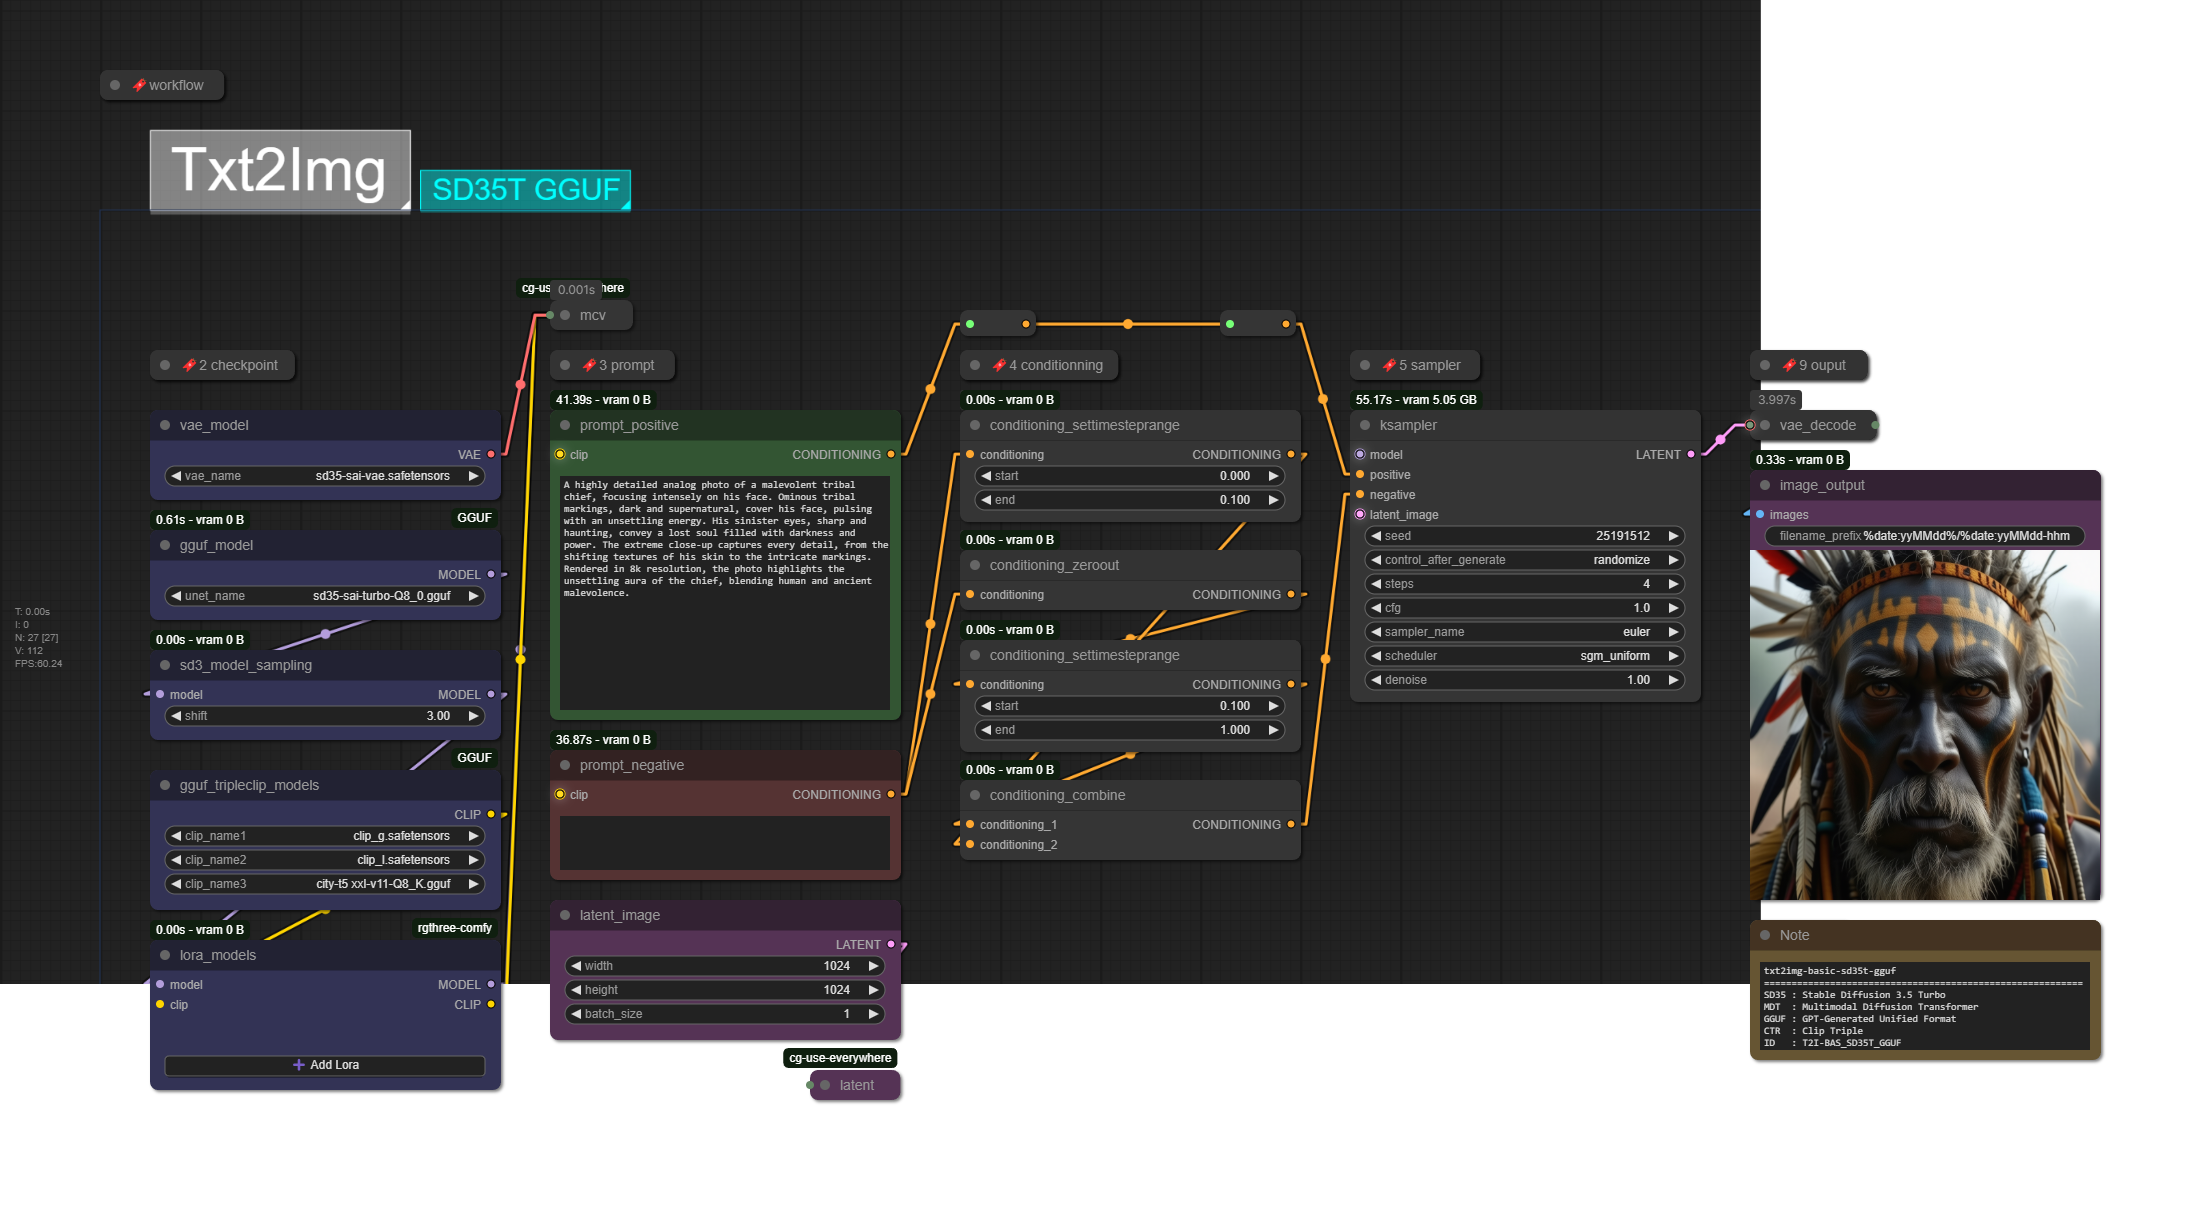 workflow
Txt2Img
SD35T GGUF
0.001s
mcv
2 checkpoint
3 prompt
4 conditionning
5 sampler
9 ouput
vae_model
VAE
vae_name sd35-sai-vae.safetensors
0.61s - vram 0 B GGUF
gguf_model
MODEL
unet_name sd35-sai-turbo-Q8_0.gguf
0.00s - vram 0 B
sd3_model_sampling
model MODEL
shift 3.00
GGUF
gguf_tripleclip_models
CLIP
clip_name1 clip_g.safetensors
clip_name2 clip_l.safetensors
clip_name3 city-t5 xxl-v11-Q8_K.gguf
0.00s - vram 0 B rgthree-comfy
lora_models
model MODEL
clip CLIP
Add Lora
T: 0.00s
I: 0
N: 27 [27]
V: 112
FPS:60.24
41.39s - vram 0 B
prompt_positive
clip CONDITIONING
A highly detailed analog photo of a malevolent tribal
chief, focusing intensely on his face. Ominous tribal
markings, dark and supernatural, cover his face, pulsing
with an unsettling energy. His sinister eyes, sharp and
haunting, convey a lost soul filled with darkness and
power. The extreme close-up captures every detail, from the
shifting textures of his skin to the intricate markings.
Rendered in 8k resolution, the photo highlights the
unsettling aura of the chief, blending human and ancient
malevolence.
36.87s - vram 0 B
prompt_negative
clip CONDITIONING
latent_image
LATENT
width 1024
height 1024
batch_size 1
cg-use-everywhere
latent
0.00s - vram 0 B
conditioning_settimesteprange
conditioning CONDITIONING
start 0.000
end 0.100
0.00s - vram 0 B
conditioning_zeroout
conditioning CONDITIONING
0.00s - vram 0 B
conditioning_settimesteprange
conditioning CONDITIONING
start 0.100
end 1.000
0.00s - vram 0 B
conditioning_combine
conditioning_1 CONDITIONING
conditioning_2
55.17s - vram 5.05 GB
ksampler
model LATENT
positive
negative
latent_image
seed 25191512
control_after_generate randomize
steps 4
cfg 1.0
sampler_name euler
scheduler sgm_uniform
denoise 1.00
3.997s
vae_decode
0.33s - vram 0 B
image_output
images
filename_prefix %date:yyMMdd%/%date:yyMMdd-hhm
Note
txt2img-basic-sd35t-gguf
=========================================================
SD35 : Stable Diffusion 3.5 Turbo
MDT : Multimodal Diffusion Transformer
GGUF : GPT-Generated Unified Format
CTR : Clip Triple
ID : T2I-BAS_SD35T_GGUF